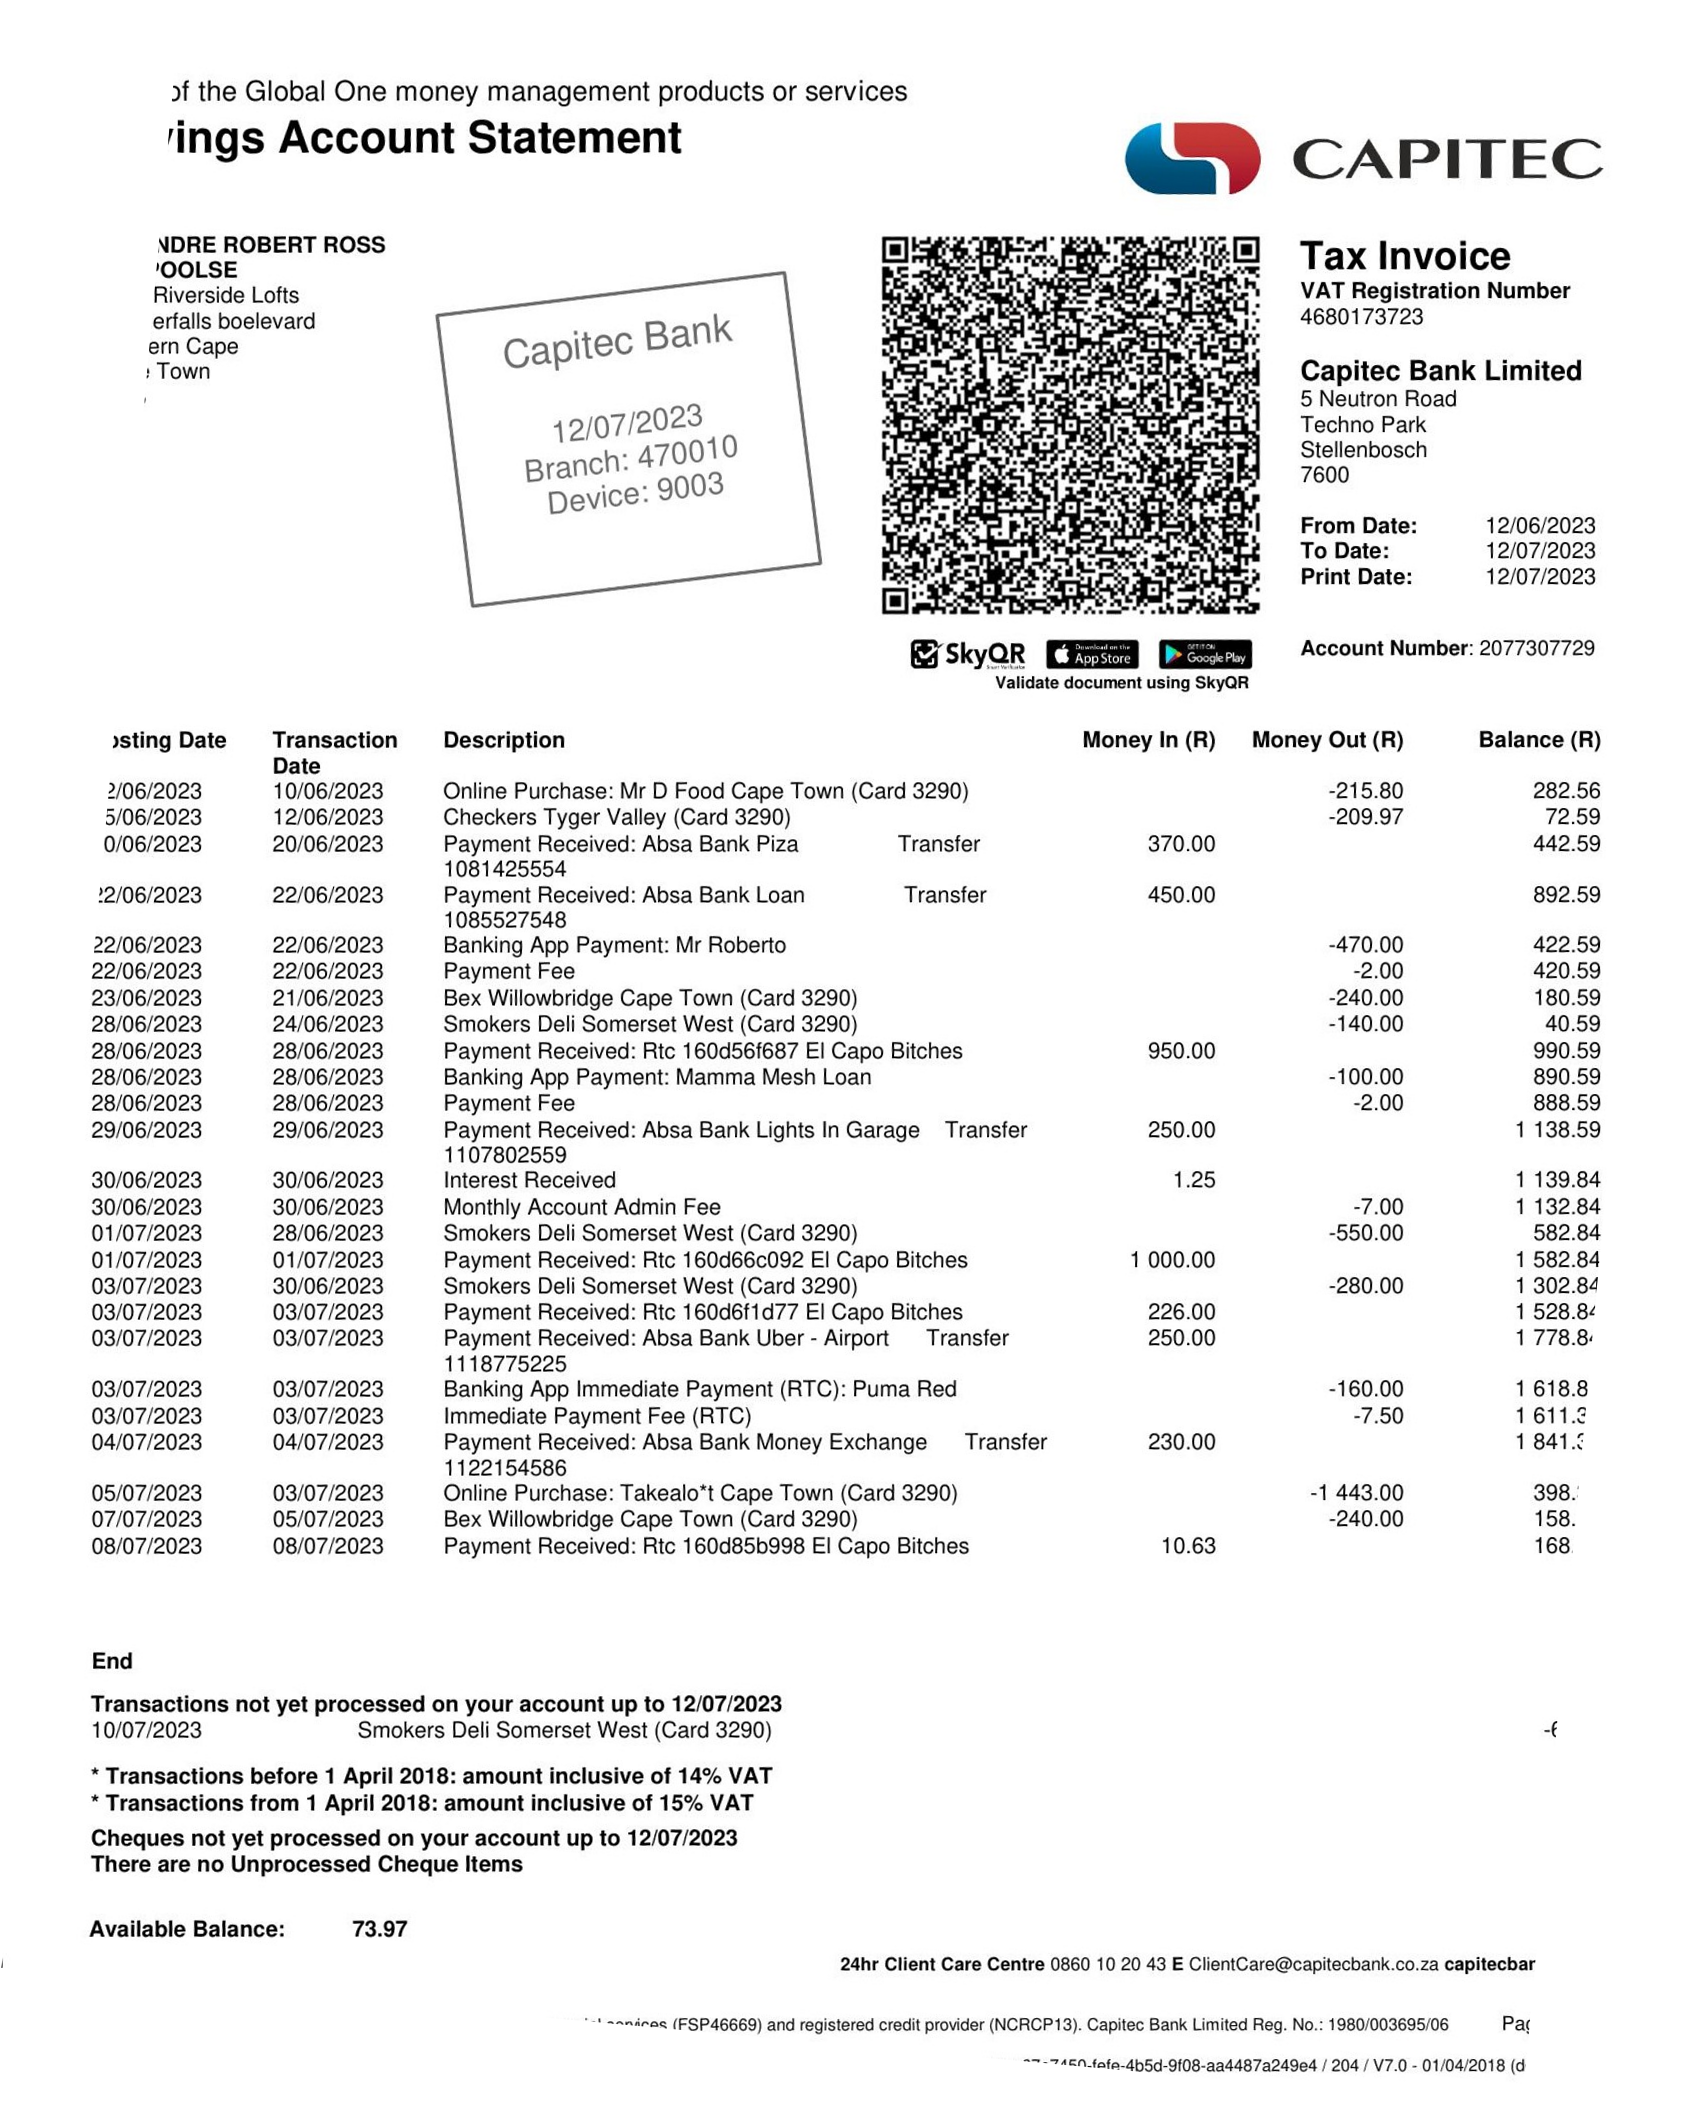 of the Global One money management products or services
ings Account Statement
CAPITEC
NDRE ROBERT ROSS
OOLSE
Riverside Lofts
erfalls boelevard
ern Cape
Town
Capitec Bank
12/07/2023
Branch: 470010
Device: 9003
SkyQR
Download on the App Store
GET IT ON Google Play
Validate document using SkyQR
Tax Invoice
VAT Registration Number
4680173723
Capitec Bank Limited
5 Neutron Road
Techno Park
Stellenbosch
7600
From Date: 12/06/2023
To Date: 12/07/2023
Print Date: 12/07/2023
Account Number: 2077307729
osting Date Transaction Date Description Money In (R) Money Out (R) Balance (R)
2/06/2023 10/06/2023 Online Purchase: Mr D Food Cape Town (Card 3290) -215.80 282.56
5/06/2023 12/06/2023 Checkers Tyger Valley (Card 3290) -209.97 72.59
0/06/2023 20/06/2023 Payment Received: Absa Bank Piza Transfer 370.00 442.59
1081425554
22/06/2023 22/06/2023 Payment Received: Absa Bank Loan Transfer 450.00 892.59
1085527548
22/06/2023 22/06/2023 Banking App Payment: Mr Roberto -470.00 422.59
22/06/2023 22/06/2023 Payment Fee -2.00 420.59
23/06/2023 21/06/2023 Bex Willowbridge Cape Town (Card 3290) -240.00 180.59
28/06/2023 24/06/2023 Smokers Deli Somerset West (Card 3290) -140.00 40.59
28/06/2023 28/06/2023 Payment Received: Rtc 160d56f687 El Capo Bitches 950.00 990.59
28/06/2023 28/06/2023 Banking App Payment: Mamma Mesh Loan -100.00 890.59
28/06/2023 28/06/2023 Payment Fee -2.00 888.59
29/06/2023 29/06/2023 Payment Received: Absa Bank Lights In Garage Transfer 250.00 1 138.59
1107802559
30/06/2023 30/06/2023 Interest Received 1.25 1 139.84
30/06/2023 30/06/2023 Monthly Account Admin Fee -7.00 1 132.84
01/07/2023 28/06/2023 Smokers Deli Somerset West (Card 3290) -550.00 582.84
01/07/2023 01/07/2023 Payment Received: Rtc 160d66c092 El Capo Bitches 1 000.00 1 582.84
03/07/2023 30/06/2023 Smokers Deli Somerset West (Card 3290) -280.00 1 302.84
03/07/2023 03/07/2023 Payment Received: Rtc 160d6f1d77 El Capo Bitches 226.00 1 528.84
03/07/2023 03/07/2023 Payment Received: Absa Bank Uber - Airport Transfer 250.00 1 778.8
1118775225
03/07/2023 03/07/2023 Banking App Immediate Payment (RTC): Puma Red -160.00 1 618.8
03/07/2023 03/07/2023 Immediate Payment Fee (RTC) -7.50 1 611.3
04/07/2023 04/07/2023 Payment Received: Absa Bank Money Exchange Transfer 230.00 1 841.3
1122154586
05/07/2023 03/07/2023 Online Purchase: Takealo*t Cape Town (Card 3290) -1 443.00 398.
07/07/2023 05/07/2023 Bex Willowbridge Cape Town (Card 3290) -240.00 158.
08/07/2023 08/07/2023 Payment Received: Rtc 160d85b998 El Capo Bitches 10.63 168.
End
Transactions not yet processed on your account up to 12/07/2023
10/07/2023 Smokers Deli Somerset West (Card 3290)
* Transactions before 1 April 2018: amount inclusive of 14% VAT
* Transactions from 1 April 2018: amount inclusive of 15% VAT
Cheques not yet processed on your account up to 12/07/2023
There are no Unprocessed Cheque Items
Available Balance: 73.97
24hr Client Care Centre 0860 10 20 43 E ClientCare@capitecbank.co.za capitecbar
services (FSP46669) and registered credit provider (NCRCP13). Capitec Bank Limited Reg. No.: 1980/003695/06
-fefe-4b5d-9f08-aa4487a249e4 / 204 / V7.0 - 01/04/2018 (d